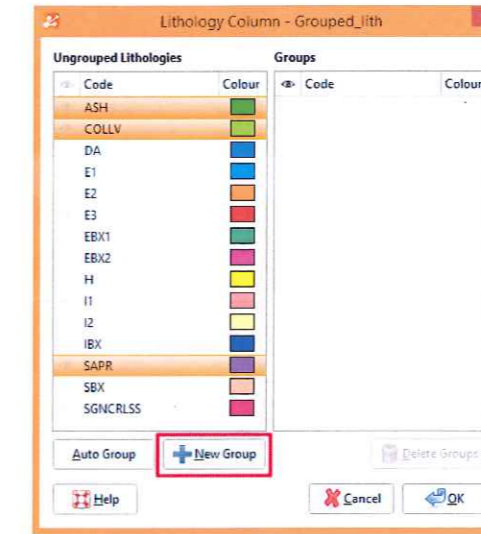 Lithology Column - Grouped_lith
Ungrouped Lithologies
Groups
Code Colour
Code Colour
ASH
COLLV
DA
E1
E2
E3
EBX1
EBX2
H
I1
I2
IBX
SAPR
SBX
SGNCRLSS
Auto Group
New Group
Delete Groups
Help
Cancel
OK